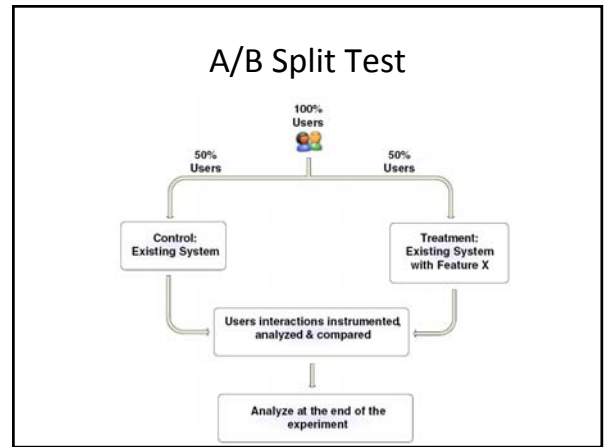 A/B Split Test
100%
Users
50%
Users
50%
Users
Control:
Existing System
Treatment:
Existing System
with Feature X
Users interactions instrumented,
analyzed & compared
Analyze at the end of the
experiment